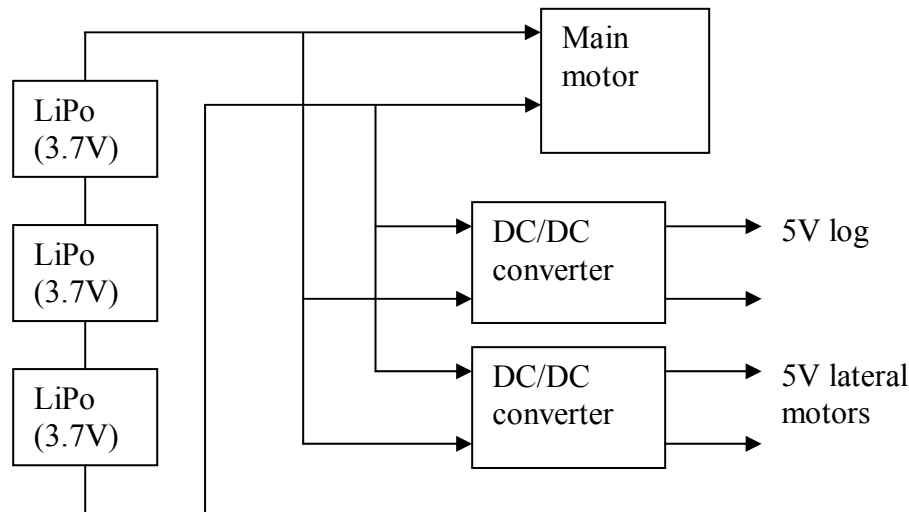 Main
motor
LiPo
(3.7V)
LiPo
(3.7V)
LiPo
(3.7V)
DC/DC
converter
5V log
DC/DC
converter
5V lateral
motors